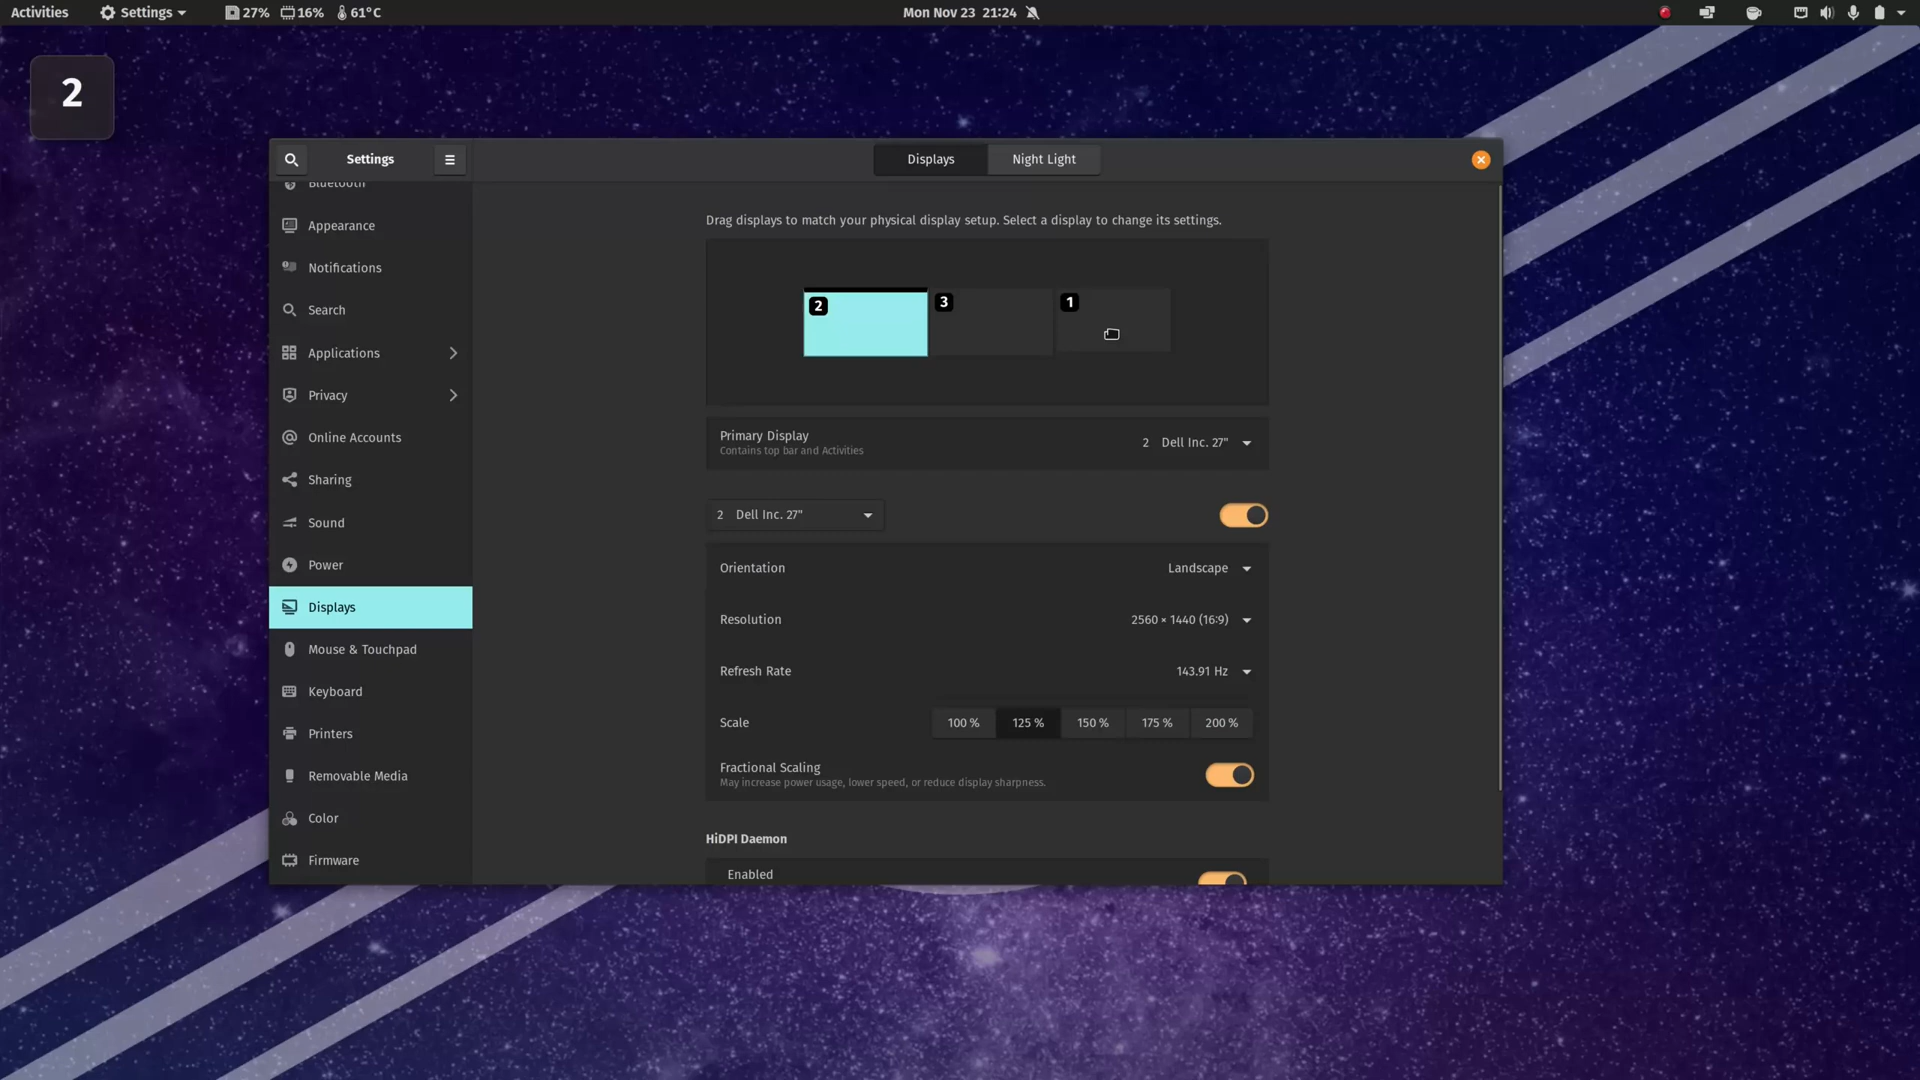 Activities
Settings
27%
16%
61°C
Mon Nov 23 21:24
2
Settings
Displays
Night Light
Bluetooth
Appearance
Notifications
Search
Applications
Privacy
Online Accounts
Sharing
Sound
Power
Displays
Mouse & Touchpad
Keyboard
Printers
Removable Media
Color
Firmware
Drag displays to match your physical display setup. Select a display to change its settings.
2
3
1
Primary Display
Contains top bar and Activities
2 Dell Inc. 27"
2 Dell Inc. 27"
Orientation
Landscape
Resolution
2560 × 1440 (16:9)
Refresh Rate
143.91 Hz
Scale
100 %
125 %
150 %
175 %
200 %
Fractional Scaling
May increase power usage, lower speed, or reduce display sharpness.
HiDPI Daemon
Enabled